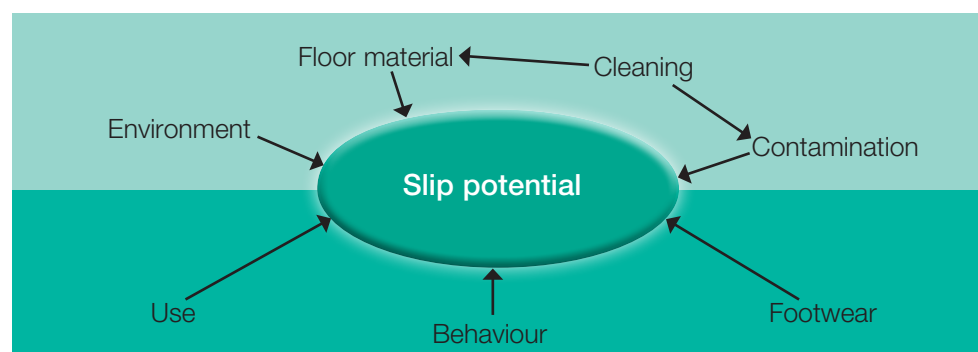 Floor material
Cleaning
Environment
Contamination
Slip potential
Use
Behaviour
Footwear